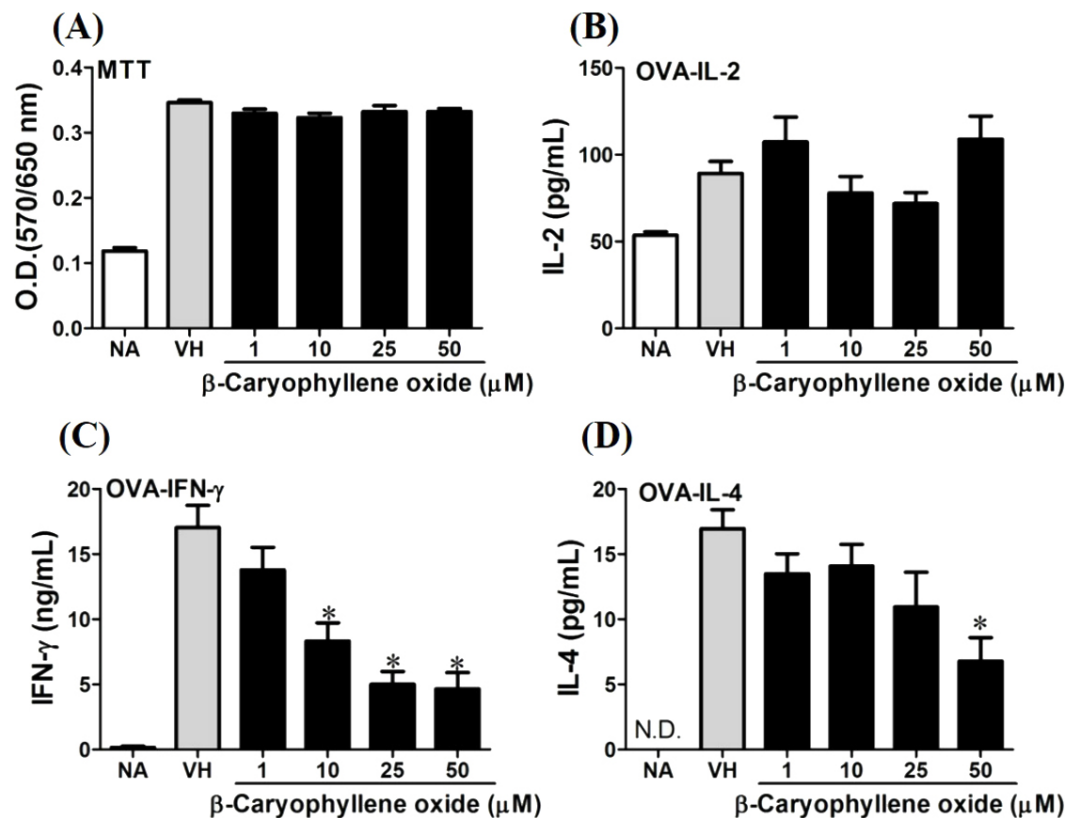 (A)
MTT
O.D.(570/650 nm)
0.4
0.3
0.2
0.1
0.0
NA VH 1 10 25 50
β-Caryophyllene oxide (μM)
(B)
OVA-IL-2
IL-2 (pg/mL)
150
100
50
0
NA VH 1 10 25 50
β-Caryophyllene oxide (μM)
(C)
OVA-IFN-γ
IFN-γ (ng/mL)
20
15
10
5
0
* * *
NA VH 1 10 25 50
β-Caryophyllene oxide (μM)
(D)
OVA-IL-4
IL-4 (pg/mL)
20
15
10
5
0
N.D.
*
NA VH 1 10 25 50
β-Caryophyllene oxide (μM)